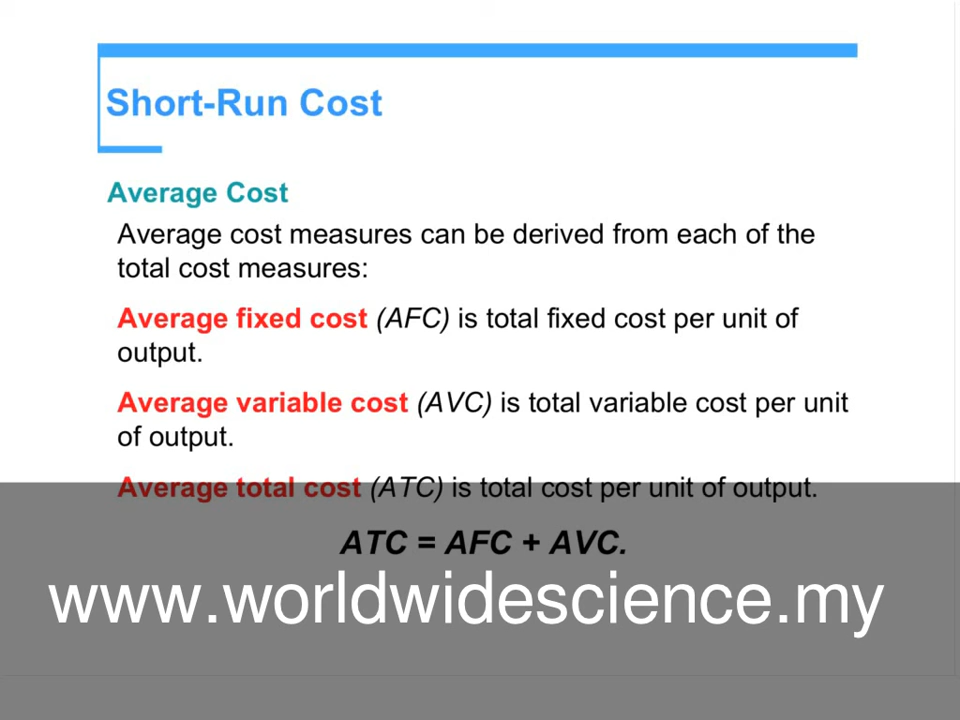 Short-Run Cost
Average Cost
Average cost measures can be derived from each of the
total cost measures:
Average fixed cost (AFC) is total fixed cost per unit of
output.
Average variable cost (AVC) is total variable cost per unit
of output.
Average total cost (ATC) is total cost per unit of output.
ATC = AFC + AVC.
www.worldwidescience.my